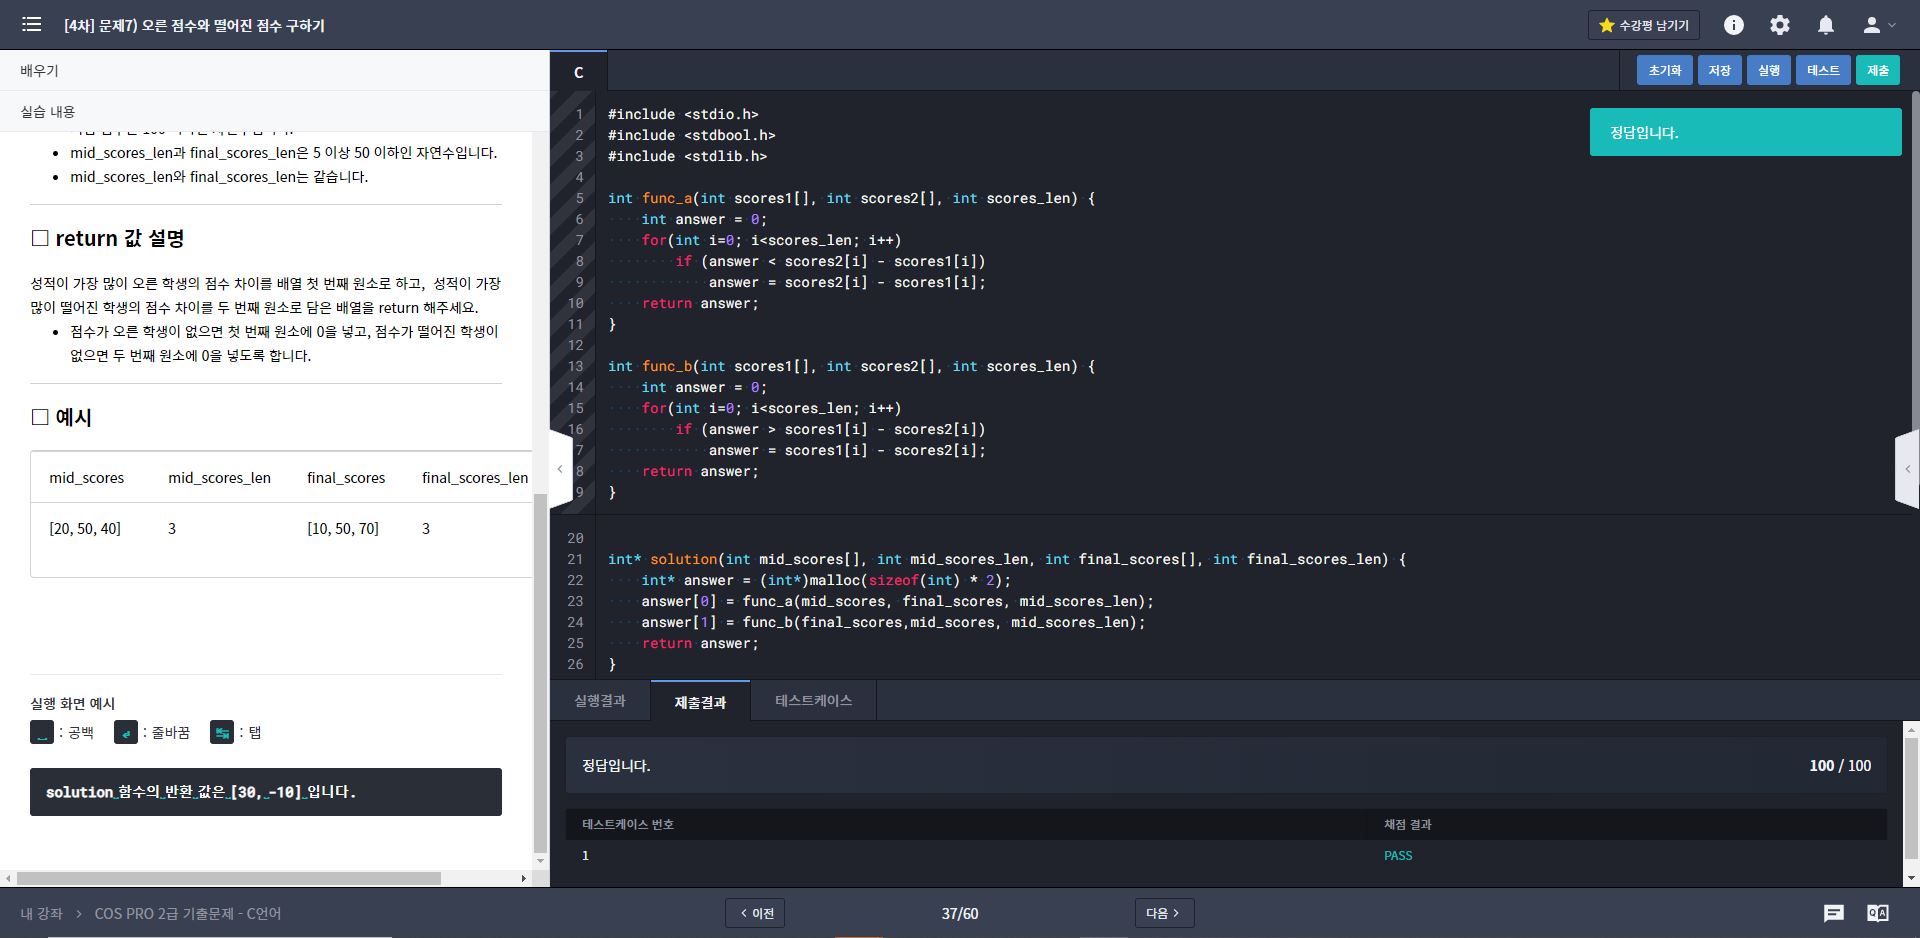 [4차] 문제7) 오른 점수와 떨어진 점수 구하기
수강평 남기기
배우기
실습 내용
mid_scores_len과 final_scores_len은 5 이상 50 이하인 자연수입니다.
mid_scores_len와 final_scores_len는 같습니다.
return 값 설명
성적이 가장 많이 오른 학생의 점수 차이를 배열 첫 번째 원소로 하고, 성적이 가장
많이 떨어진 학생의 점수 차이를 두 번째 원소로 담은 배열을 return 해주세요.
점수가 오른 학생이 없으면 첫 번째 원소에 0을 넣고, 점수가 떨어진 학생이
없으면 두 번째 원소에 0을 넣도록 합니다.
예시
mid_scores mid_scores_len final_scores final_scores_len
[20, 50, 40] 3 [10, 50, 70] 3
실행 화면 예시
: 공백 : 줄바꿈 : 탭
solution 함수의 반환 값은 [30, -10] 입니다.
C
초기화 저장 실행 테스트 제출
정답입니다.
1 #include <stdio.h>
2 #include <stdbool.h>
3 #include <stdlib.h>
4
5 int func_a(int scores1[], int scores2[], int scores_len) {
6 int answer = 0;
7 for(int i=0; i<scores_len; i++)
8 if (answer < scores2[i] - scores1[i])
9 answer = scores2[i] - scores1[i];
10 return answer;
11 }
12
13 int func_b(int scores1[], int scores2[], int scores_len) {
14 int answer = 0;
15 for(int i=0; i<scores_len; i++)
16 if (answer > scores1[i] - scores2[i])
7 answer = scores1[i] - scores2[i];
8 return answer;
9 }
20
21 int* solution(int mid_scores[], int mid_scores_len, int final_scores[], int final_scores_len) {
22 int* answer = (int*)malloc(sizeof(int) * 2);
23 answer[0] = func_a(mid_scores, final_scores, mid_scores_len);
24 answer[1] = func_b(final_scores,mid_scores, mid_scores_len);
25 return answer;
26 }
실행결과 제출결과 테스트케이스
정답입니다. 100 / 100
테스트케이스 번호 채점 결과
1 PASS
내 강좌 > COS PRO 2급 기출문제 - C언어
< 이전 37/60 다음 >